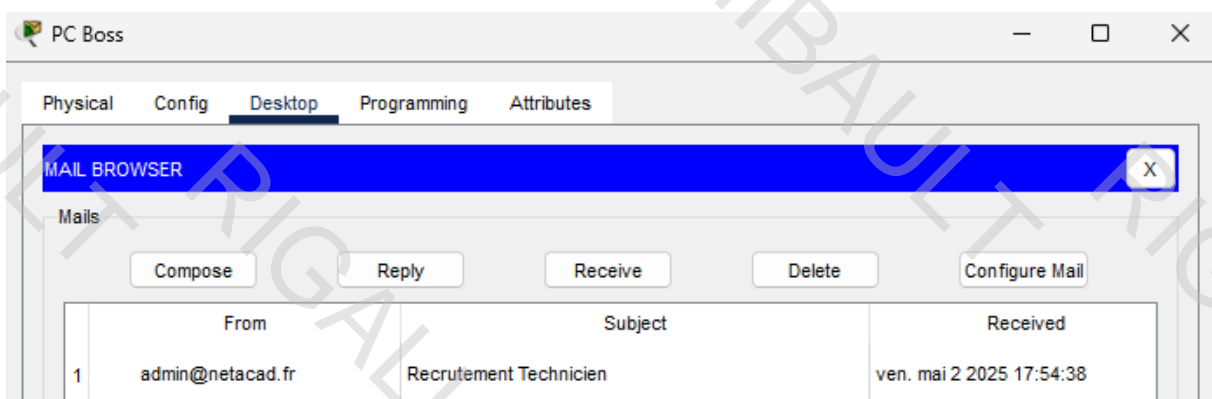 PC Boss
Physical Config Desktop Programming Attributes
MAIL BROWSER X
Mails
Compose Reply Receive Delete Configure Mail
From Subject Received
1 admin@netacad.fr Recrutement Technicien ven. mai 2 2025 17:54:38
RIGAULT